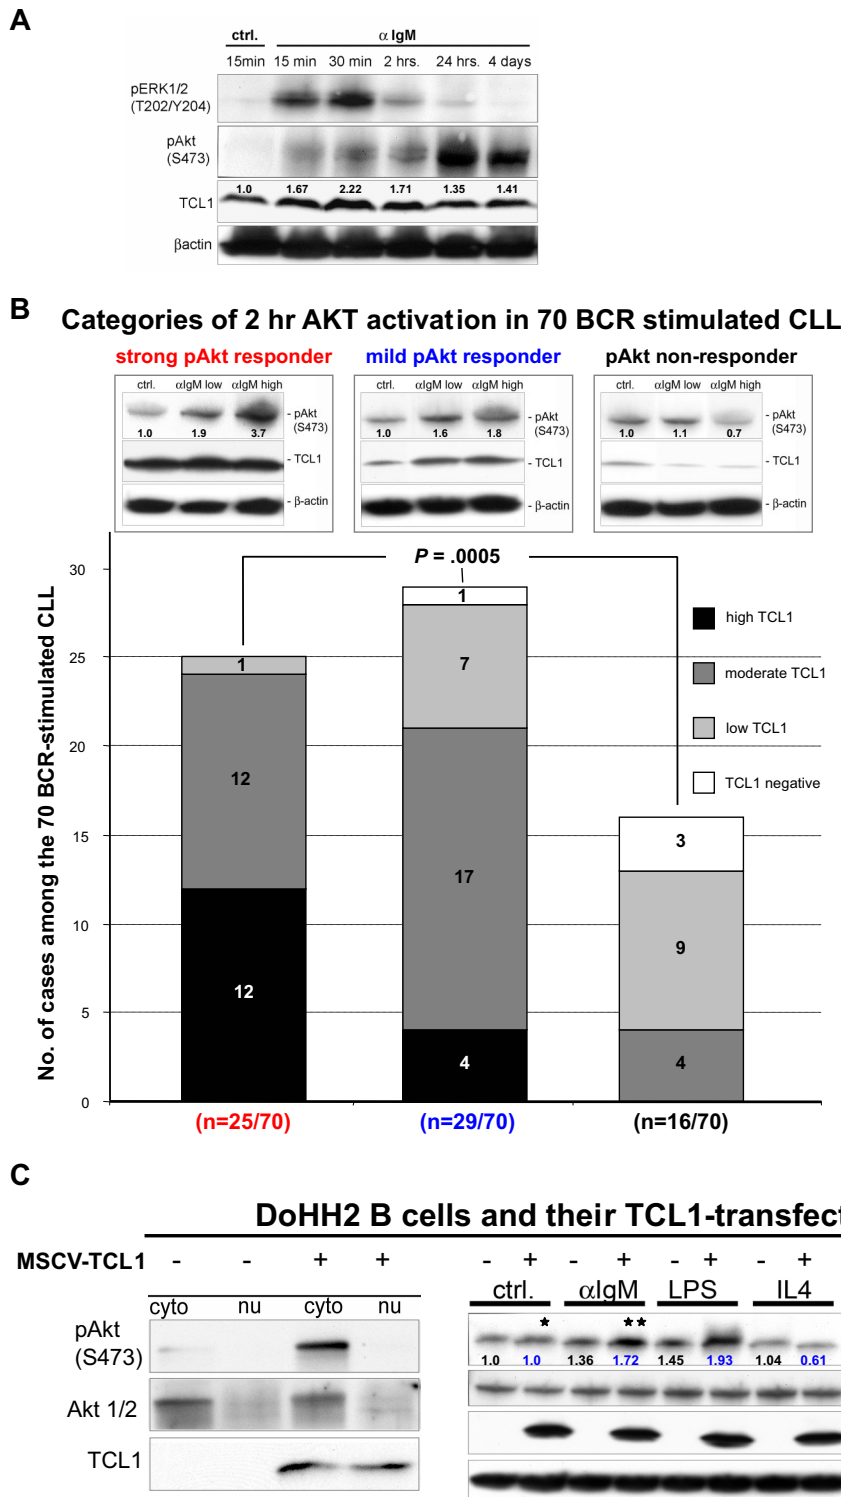 A
ctrl. α IgM
15min 15 min 30 min 2 hrs. 24 hrs. 4 days
pERK1/2
(T202/Y204)
pAkt
(S473)
1.0 1.67 2.22 1.71 1.35 1.41
TCL1
βactin
B
Categories of 2 hr AKT activation in 70 BCR stimulated CLL
strong pAkt responder mild pAkt responder pAkt non-responder
ctrl. αIgM low αIgM high ctrl. αIgM low αIgM high ctrl. αIgM low αIgM high
- pAkt - pAkt - pAkt
(S473) (S473) (S473)
1.0 1.9 3.7 1.0 1.6 1.8 1.0 1.1 0.7
- TCL1 - TCL1 - TCL1
- β-actin - β-actin - β-actin
P = .0005
No. of cases among the 70 BCR-stimulated CLL
30
25
20
15
10
5
0
1
12
12
1
7
17
4
3
9
4
high TCL1
moderate TCL1
low TCL1
TCL1 negative
(n=25/70) (n=29/70) (n=16/70)
C
DoHH2 B cells and their TCL1-transfect
MSCV-TCL1 - - + + - + - + - + - +
ctrl. αIgM LPS IL4
cyto nu cyto nu
pAkt
(S473)
★ ★★
1.0 1.0 1.36 1.72 1.45 1.93 1.04 0.61
Akt 1/2
TCL1